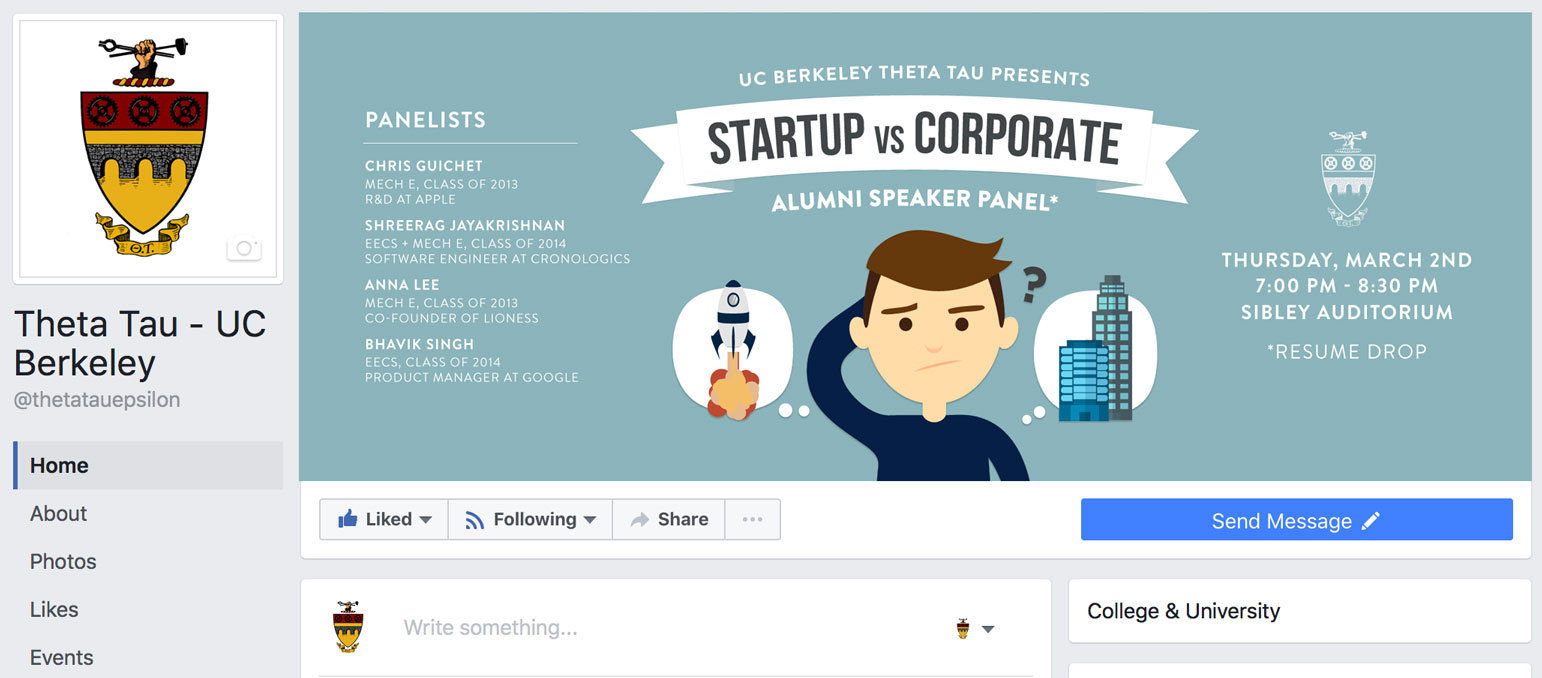 Θ.Τ.
Theta Tau - UC
Berkeley
@thetatauepsilon
Home
About
Photos
Likes
Events
PANELISTS
CHRIS GUICHET
MECH E, CLASS OF 2013
R&D AT APPLE
SHREERAG JAYAKRISHNAN
EECS + MECH E, CLASS OF 2014
SOFTWARE ENGINEER AT CRONOLOGICS
ANNA LEE
MECH E, CLASS OF 2013
CO-FOUNDER OF LIONESS
BHAVIK SINGH
EECS, CLASS OF 2014
PRODUCT MANAGER AT GOOGLE
UC BERKELEY THETA TAU PRESENTS
STARTUP VS CORPORATE
ALUMNI SPEAKER PANEL*
?
THURSDAY, MARCH 2ND
7:00 PM - 8:30 PM
SIBLEY AUDITORIUM
*RESUME DROP
Liked
Following
Share
Send Message
Write something...
College & University